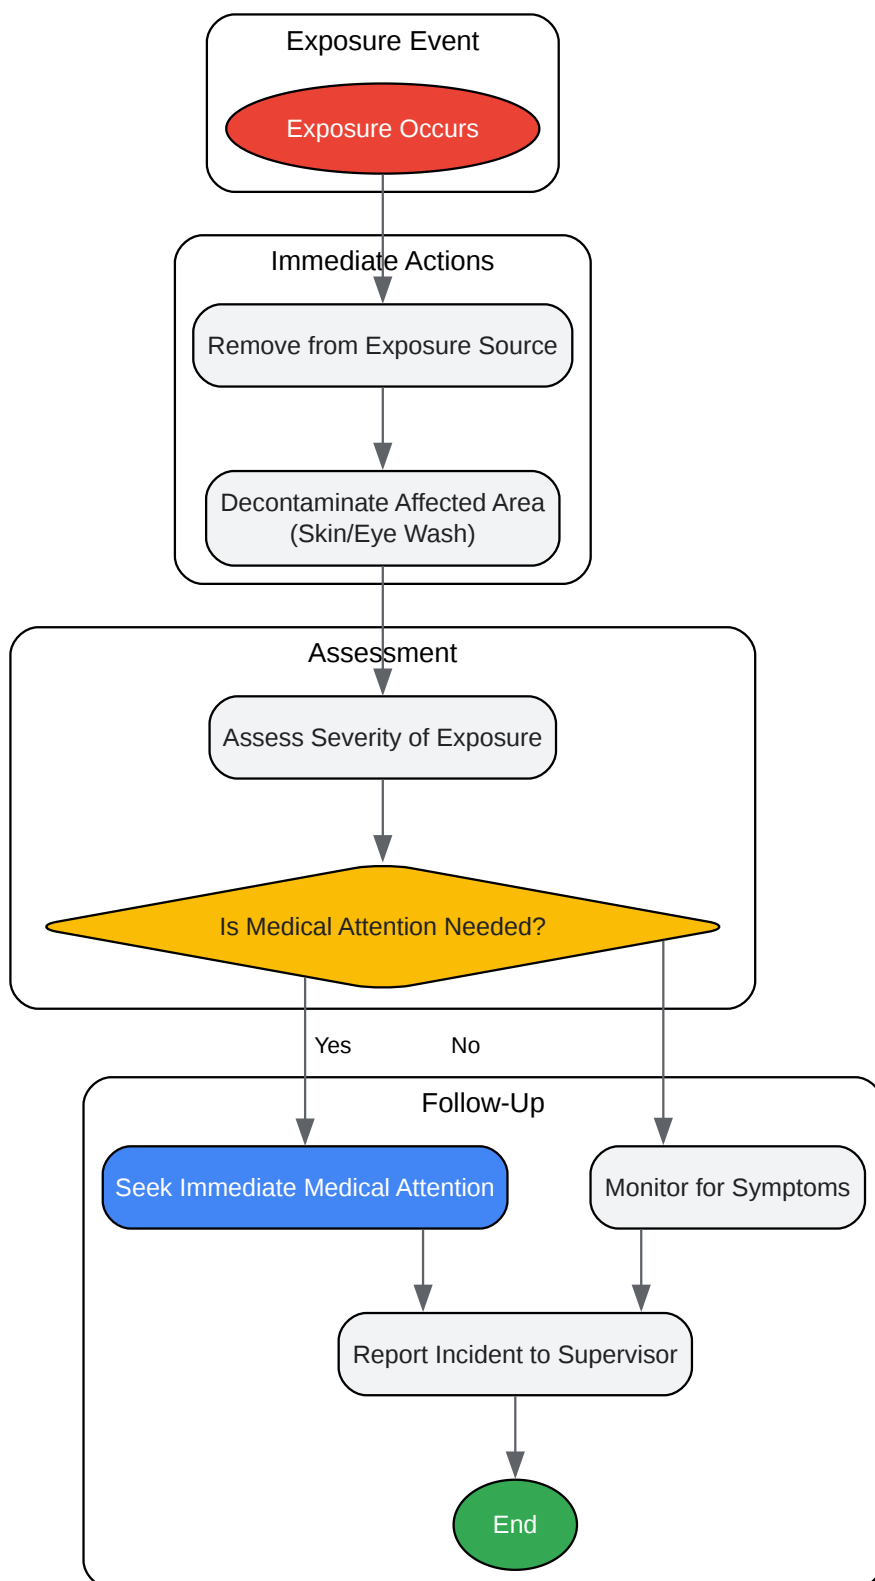 Exposure Event
Exposure Occurs
Immediate Actions
Remove from Exposure Source
Decontaminate Affected Area
(Skin/Eye Wash)
Assessment
Assess Severity of Exposure
Is Medical Attention Needed?
Yes
No
Follow-Up
Seek Immediate Medical Attention
Monitor for Symptoms
Report Incident to Supervisor
End